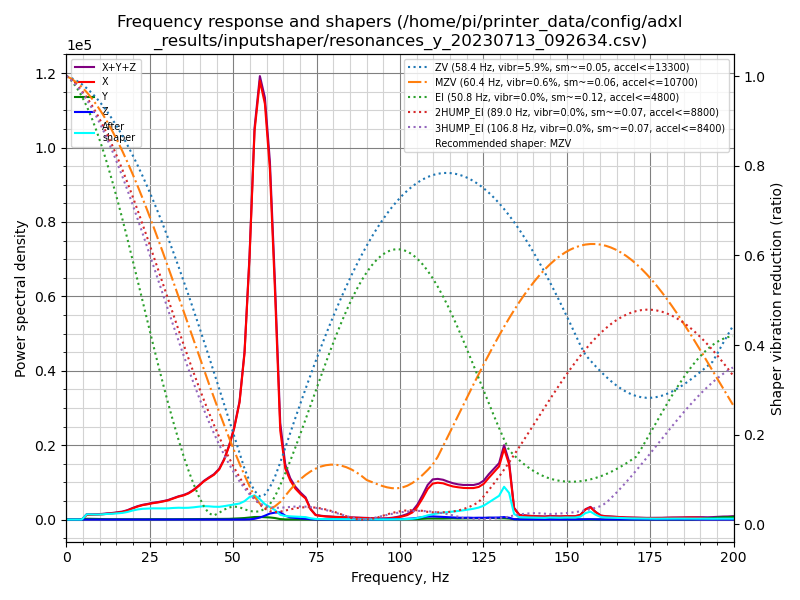 Frequency response and shapers (/home/pi/printer_data/config/adxl
_results/inputshaper/resonances_y_20230713_092634.csv)
1e5
X+Y+Z
X
Y
Z
After
shaper
ZV (58.4 Hz, vibr=5.9%, sm~=0.05, accel<=13300)
MZV (60.4 Hz, vibr=0.6%, sm~=0.06, accel<=10700)
EI (50.8 Hz, vibr=0.0%, sm~=0.12, accel<=4800)
2HUMP_EI (89.0 Hz, vibr=0.0%, sm~=0.07, accel<=8800)
3HUMP_EI (106.8 Hz, vibr=0.0%, sm~=0.07, accel<=8400)
Recommended shaper: MZV
Power spectral density
1.2
1.0
0.8
0.6
0.4
0.2
0.0
1.0
0.8
0.6
0.4
0.2
0.0
Shaper vibration reduction (ratio)
0 25 50 75 100 125 150 175 200
Frequency, Hz